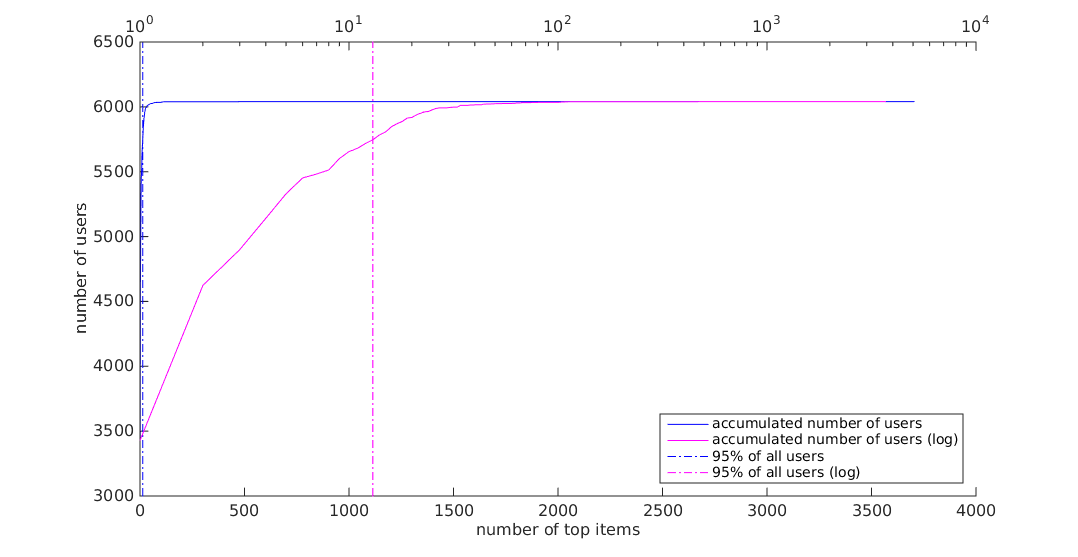 10^0 10^1 10^2 10^3 10^4
6500
6000
5500
5000
4500
4000
3500
3000
number of users
accumulated number of users
accumulated number of users (log)
95% of all users
95% of all users (log)
0 500 1000 1500 2000 2500 3000 3500 4000
number of top items